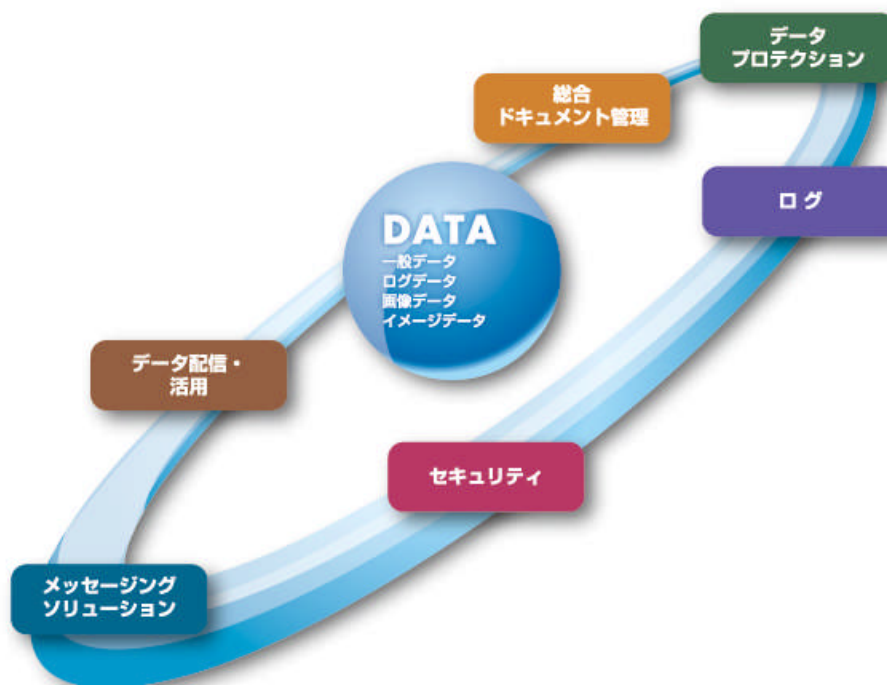 データ
プロテクション
総合
ドキュメント管理
ログ
DATA
一般データ
ログデータ
画像データ
イメージデータ
データ配信・
活用
セキュリティ
メッセージング
ソリューション